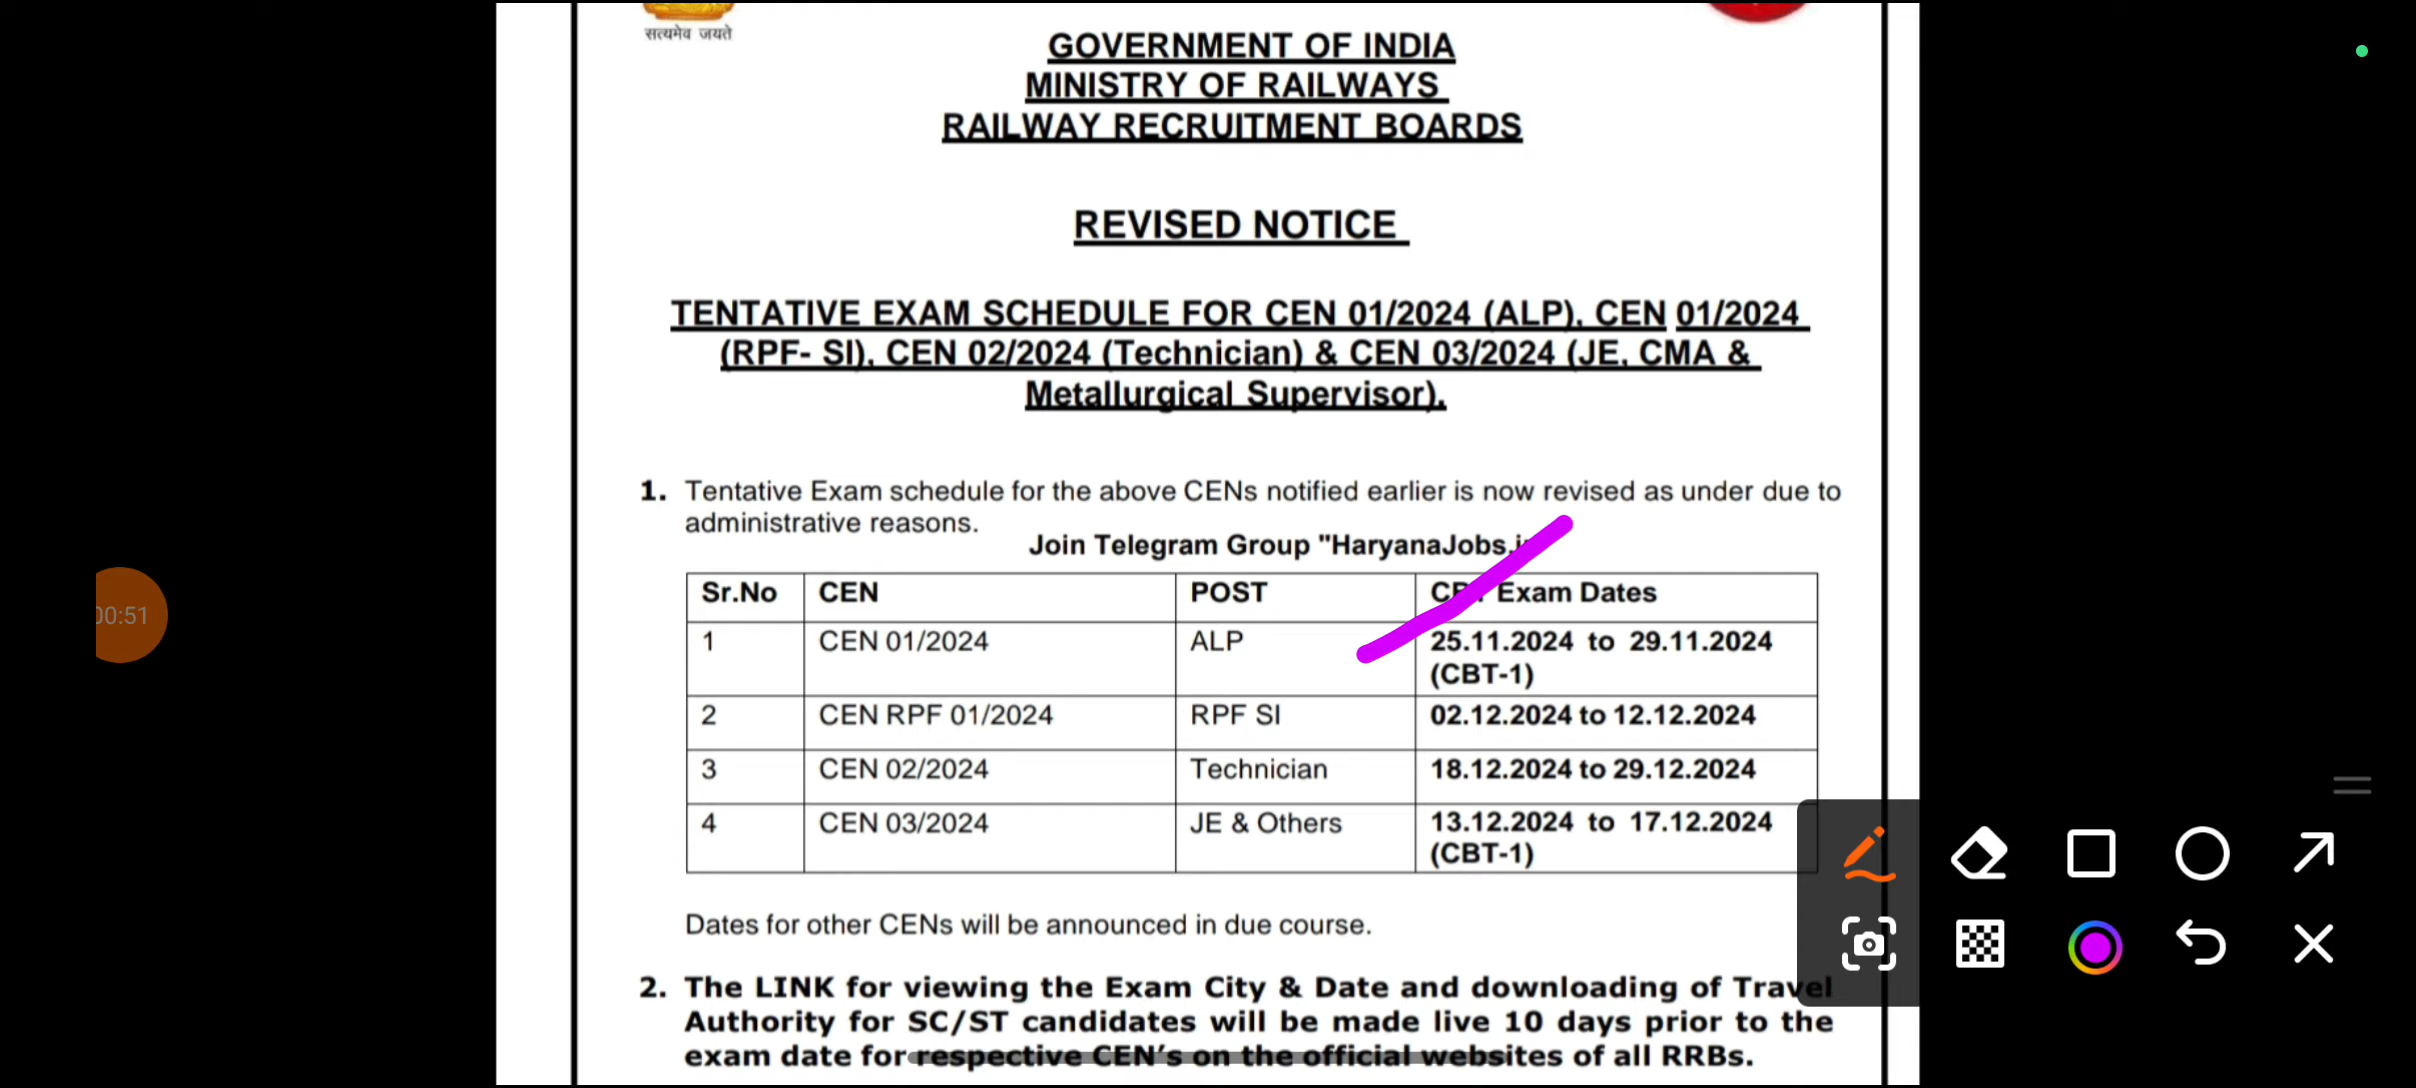 सत्यमेव जयते
GOVERNMENT OF INDIA
MINISTRY OF RAILWAYS
RAILWAY RECRUITMENT BOARDS
REVISED NOTICE
TENTATIVE EXAM SCHEDULE FOR CEN 01/2024 (ALP), CEN 01/2024
(RPF- SI), CEN 02/2024 (Technician) & CEN 03/2024 (JE, CMA &
Metallurgical Supervisor).
1. Tentative Exam schedule for the above CENs notified earlier is now revised as under due to
administrative reasons.
Join Telegram Group "HaryanaJobs.
Sr.No CEN POST Exam Dates
1 CEN 01/2024 ALP 25.11.2024 to 29.11.2024
(CBT-1)
2 CEN RPF 01/2024 RPF SI 02.12.2024 to 12.12.2024
3 CEN 02/2024 Technician 18.12.2024 to 29.12.2024
4 CEN 03/2024 JE & Others 13.12.2024 to 17.12.2024
(CBT-1)
Dates for other CENs will be announced in due course.
2. The LINK for viewing the Exam City & Date and downloading of Travel
Authority for SC/ST candidates will be made live 10 days prior to the
exam date for respective CEN's on the official websites of all RRBs.
00:51